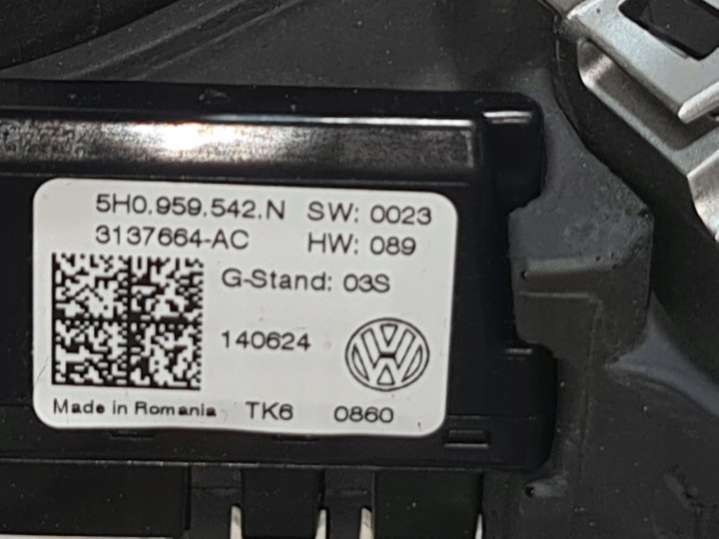 5H0.959.542.N SW: 0023
3137664-AC HW: 089
G-Stand: 03S
140624
Made in Romania TK6 0860